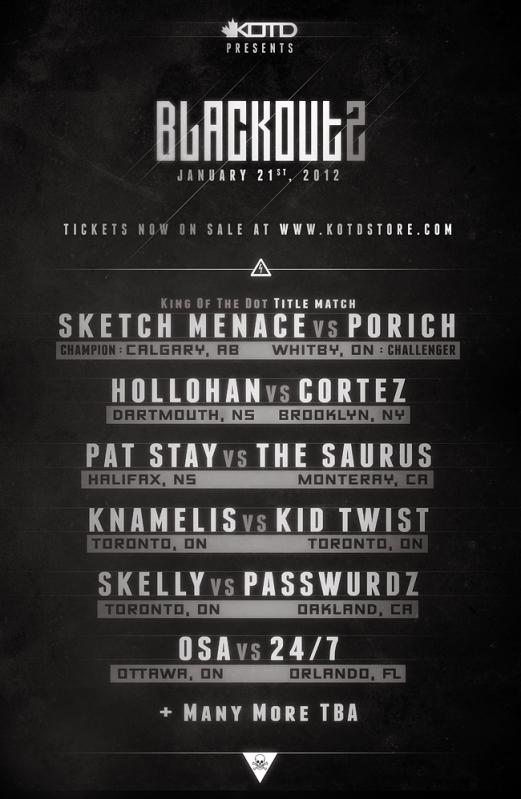 KOTD
PRESENTS
BLACKOUT2
JANUARY 21ST, 2012
TICKETS NOW ON SALE AT WWW.KOTDSTORE.COM
KING OF THE DOT TITLE MATCH
SKETCH MENACE VS PORICH
CHAMPION : CALGARY, AB WHITBY, ON : CHALLENGER
HOLLOHAN VS CORTEZ
DARTMOUTH, NS BROOKLYN, NY
PAT STAY VS THE SAURUS
HALIFAX, NS MONTERAY, CA
KNAMELIS VS KID TWIST
TORONTO, ON TORONTO, ON
SKELLY VS PASSWURDZ
TORONTO, ON OAKLAND, CA
OSA VS 24/7
OTTAWA, ON ORLANDO, FL
+ MANY MORE TBA